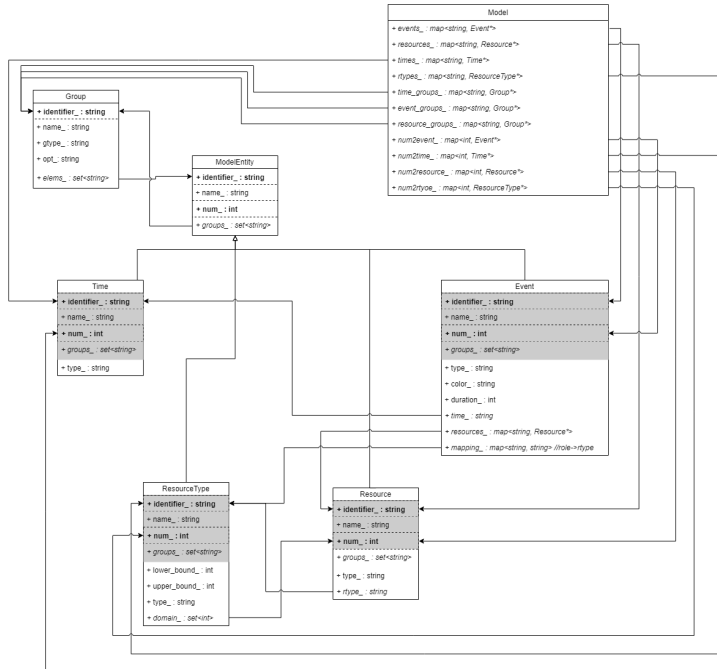 Model
+ events_ : map<string, Event*>
+ resources_ : map<string, Resource*>
+ times_ : map<string, Time*>
+ rtypes_ : map<string, ResourceType*>
+ time_groups_ : map<string, Group*>
+ event_groups_ : map<string, Group*>
+ resource_groups_ : map<string, Group*>
+ num2event_ : map<int, Event*>
+ num2time_ : map<int, Time*>
+ num2resource_ : map<int, Resource*>
+ num2rtyoe_ : map<int, ResourceType*>
Group
+ identifier_ : string
+ name_ : string
+ gtype_ : string
+ opt_ : string
+ elems_ : set<string>
ModelEntity
+ identifier_ : string
+ name_ : string
+ num_ : int
+ groups_ : set<string>
Time
+ identifier_ : string
+ name_ : string
+ num_ : int
+ groups_ : set<string>
+ type_ : string
Event
+ identifier_ : string
+ name_ : string
+ num_ : int
+ groups_ : set<string>
+ type_ : string
+ color_ : string
+ duration_ : int
+ time_ : string
+ resources_ : map<string, Resource*>
+ mapping_ : map<string, string> //role->rtype
ResourceType
+ identifier_ : string
+ name_ : string
+ num_ : int
+ groups_ : set<string>
+ lower_bound_ : int
+ upper_bound_ : int
+ type_ : string
+ domain_ : set<int>
Resource
+ identifier_ : string
+ name_ : string
+ num_ : int
+ groups_ : set<string>
+ type_ : string
+ rtype_ : string